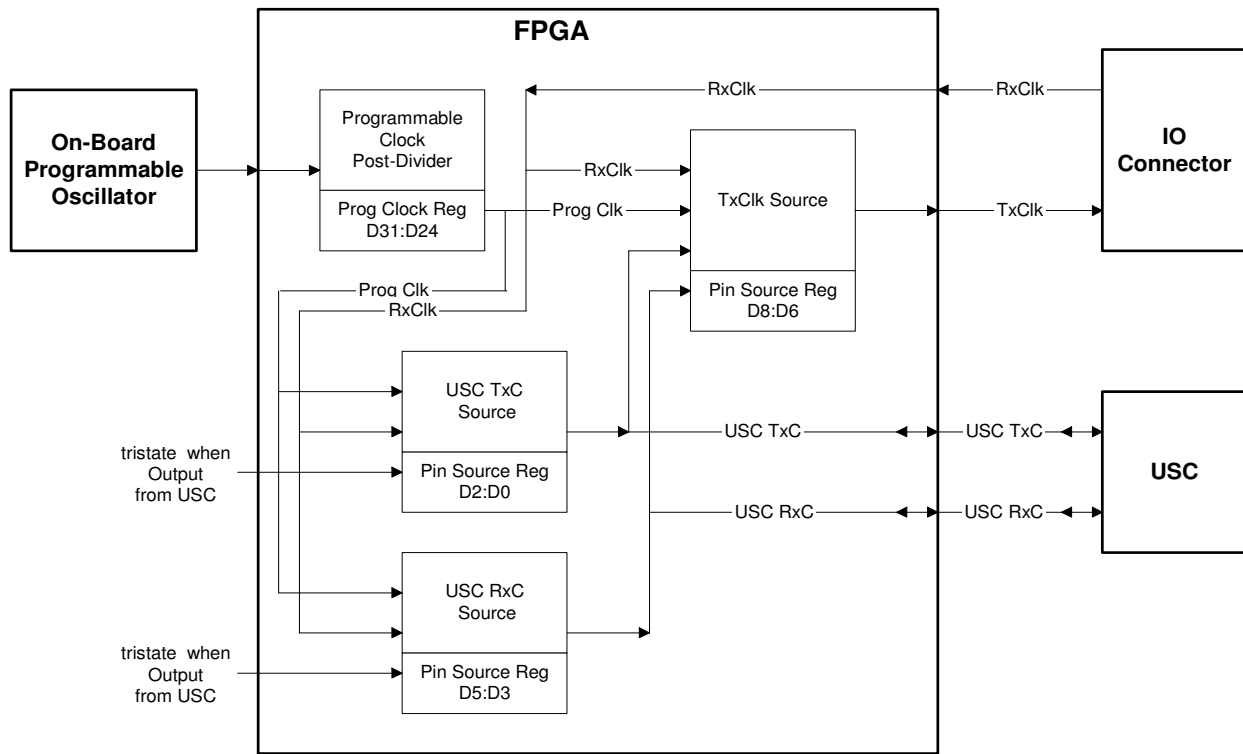 FPGA
On-Board
Programmable
Oscillator
Programmable
Clock
Post-Divider
Prog Clock Reg
D31:D24
RxClk
RxClk
IO
Connector
RxClk
Prog Clk
TxClk Source
TxClk
Pin Source Reg
D8:D6
Prog Clk
RxClk
USC TxC
Source
Pin Source Reg
D2:D0
tristate when
Output
from USC
USC TxC
USC TxC
USC RxC
USC RxC
USC
USC RxC
Source
Pin Source Reg
D5:D3
tristate when
Output
from USC